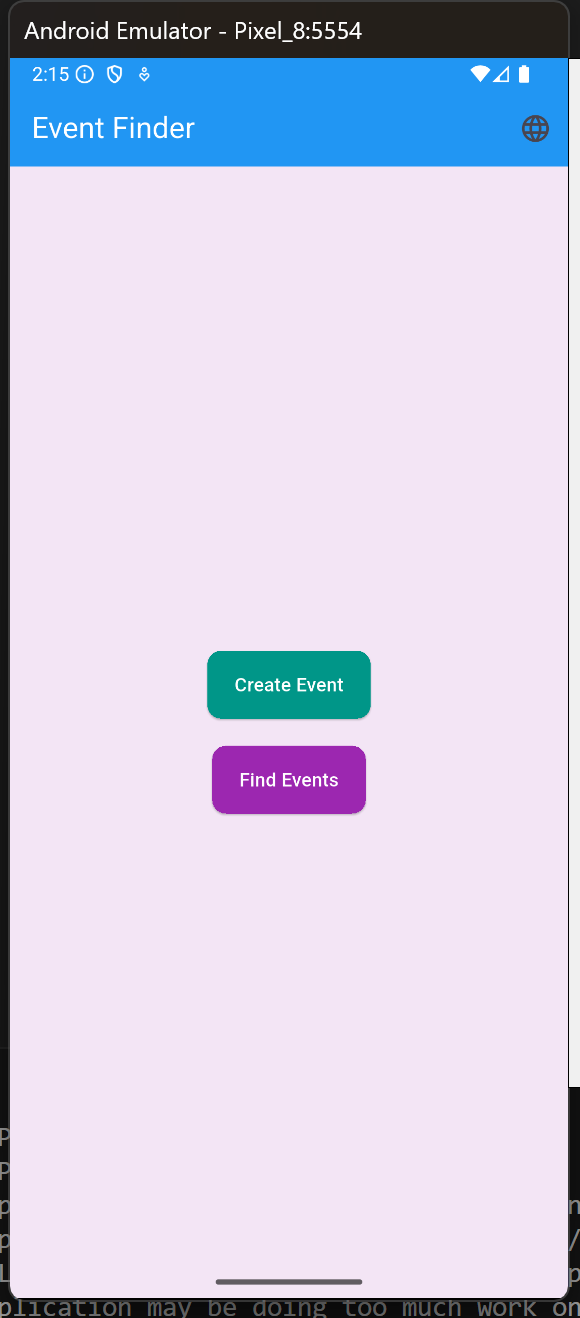 Android Emulator - Pixel_8:5554
2:15
Event Finder
Create Event
Find Events
plication may be doing too much work on